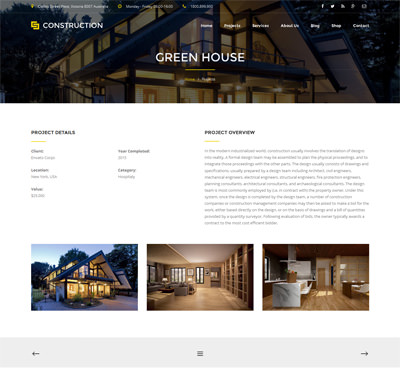 Collins Street West, Victoria 8007 Australia
Monday - Friday: 09:00-18:00
1800.899.900
CONSTRUCTION
Home Projects Services About Us Blog Shop Contact
GREEN HOUSE
Home
PROJECT DETAILS
Client:
Envato Corps
Year Completed:
2015
Location:
New York, USA
Category:
Hospitality
Value:
$25,000
PROJECT OVERVIEW
In the modern industrialized world, construction usually involves the translation of designs
into reality. A formal design team may be assembled to plan the physical proceedings, and to
integrate those proceedings with the other parts. The design usually consists of drawings and
specifications, usually prepared by a design team including Architect, civil engineers,
mechanical engineers, electrical engineers, structural engineers, fire protection engineers,
planning consultants, architectural consultants, and archaeological consultants. The design
team is most commonly employed by (i.e. in contract with) the property owner. Under this
system, once the design is completed by the design team, a number of construction
companies or construction management companies may then be asked to make a bid for the
work, either based directly on the design, or on the basis of drawings and a bill of quantities
provided by a quantity surveyor. Following evaluation of bids, the owner typically awards a
contract to the most cost efficient bidder.